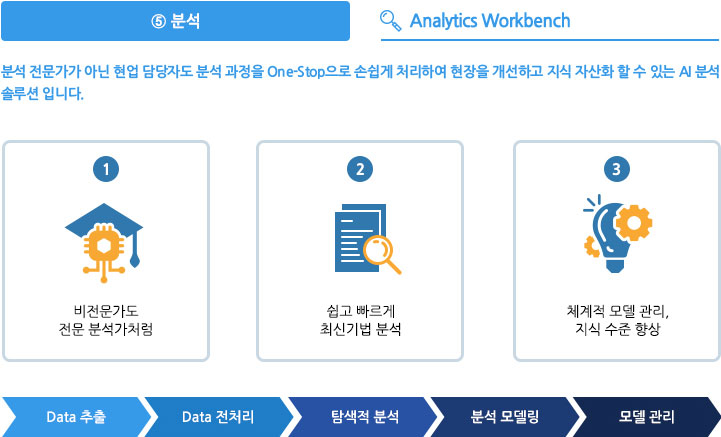 ⑤ 분석
Analytics Workbench
분석 전문가가 아닌 현업 담당자도 분석 과정을 One-Stop으로 손쉽게 처리하여 현장을 개선하고 지식 자산화 할 수 있는 AI 분석
솔루션 입니다.
1
비전문가도
전문 분석가처럼
2
쉽고 빠르게
최신기법 분석
3
체계적 모델 관리,
지식 수준 향상
Data 추출
Data 전처리
탐색적 분석
분석 모델링
모델 관리